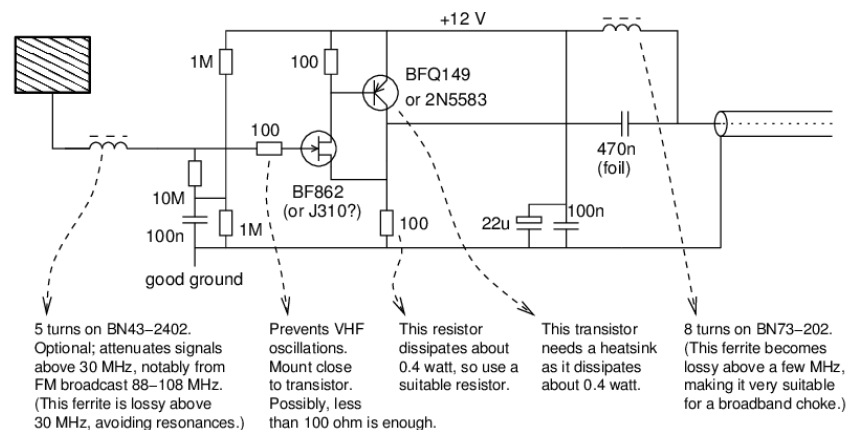 +12 V
1M
100
BFQ149
or 2N5583
100
470n
(foil)
BF862
(or J310?)
10M
100n
1M
100
22u
100n
good ground
5 turns on BN43−2402.
Optional; attenuates signals
above 30 MHz, notably from
FM broadcast 88−108 MHz.
(This ferrite is lossy above
30 MHz, avoiding resonances.)
Prevents VHF
oscillations.
Mount close
to transistor.
Possibly, less
than 100 ohm is enough.
This resistor
dissipates about
0.4 watt, so use a
suitable resistor.
This transistor
needs a heatsink
as it dissipates
about 0.4 watt.
8 turns on BN73−202.
(This ferrite becomes
lossy above a few MHz,
making it very suitable
for a broadband choke.)